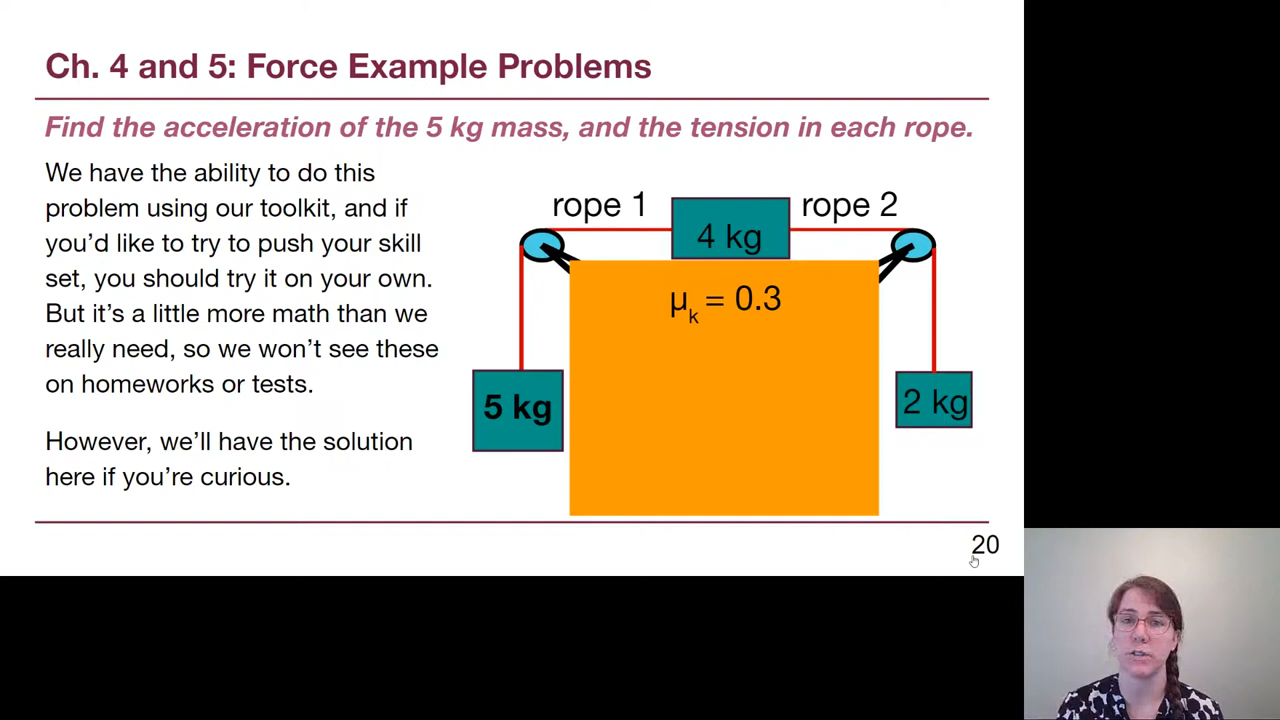 Ch. 4 and 5: Force Example Problems
Find the acceleration of the 5 kg mass, and the tension in each rope.
We have the ability to do this
problem using our toolkit, and if
you’d like to try to push your skill
set, you should try it on your own.
But it’s a little more math than we
really need, so we won’t see these
on homeworks or tests.
However, we’ll have the solution
here if you’re curious.
rope 1
4 kg
rope 2
μk = 0.3
5 kg
2 kg
20